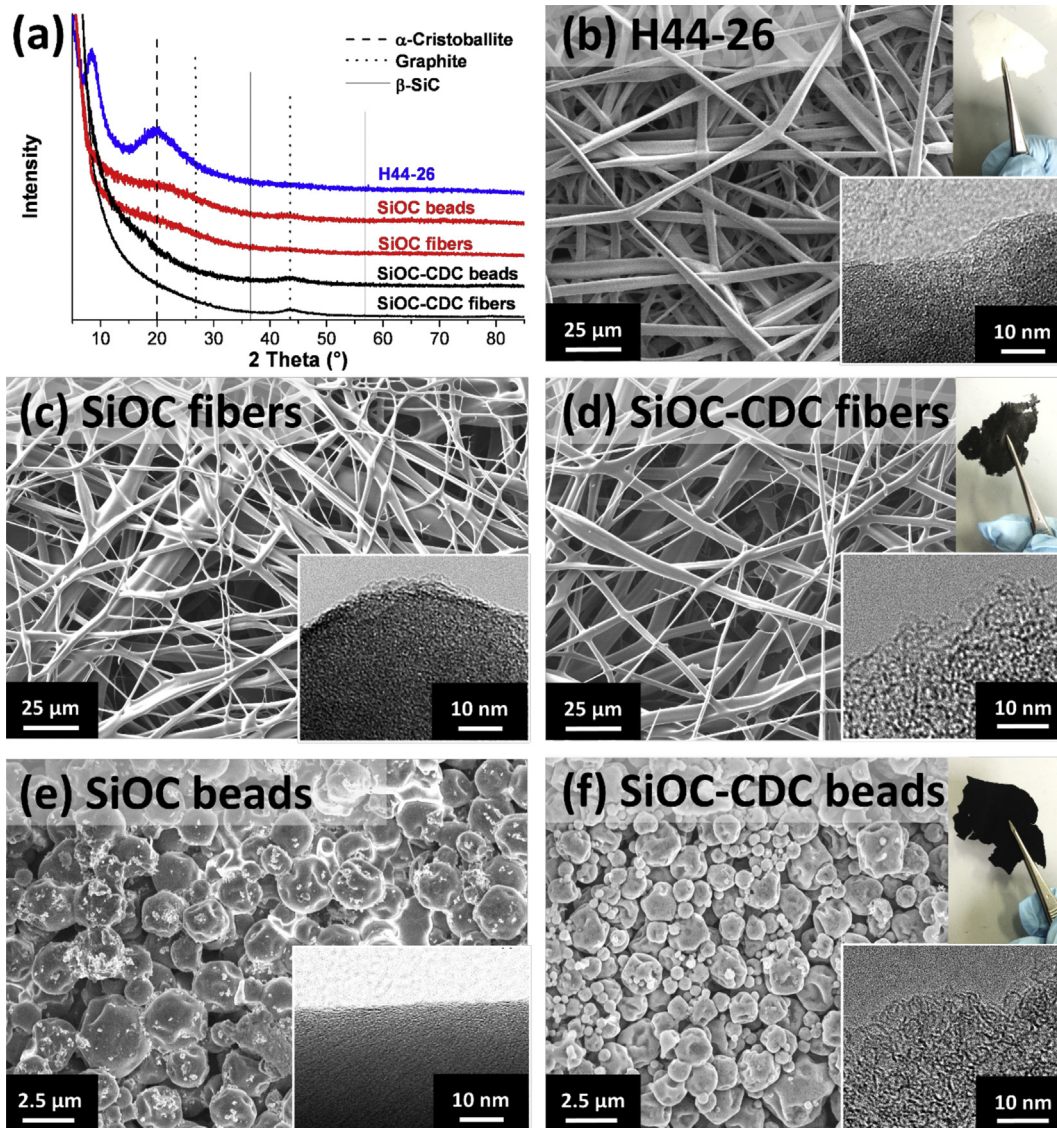 (a)
α-Cristoballite
Graphite
β-SiC
Intensity
H44-26
SiOC beads
SiOC fibers
SiOC-CDC beads
SiOC-CDC fibers
10 20 30 40 50 60 70 80
2 Theta (°)
(b) H44-26
25 µm
10 nm
(c) SiOC fibers
25 µm
10 nm
(d) SiOC-CDC fibers
25 µm
10 nm
(e) SiOC beads
2.5 µm
10 nm
(f) SiOC-CDC beads
2.5 µm
10 nm